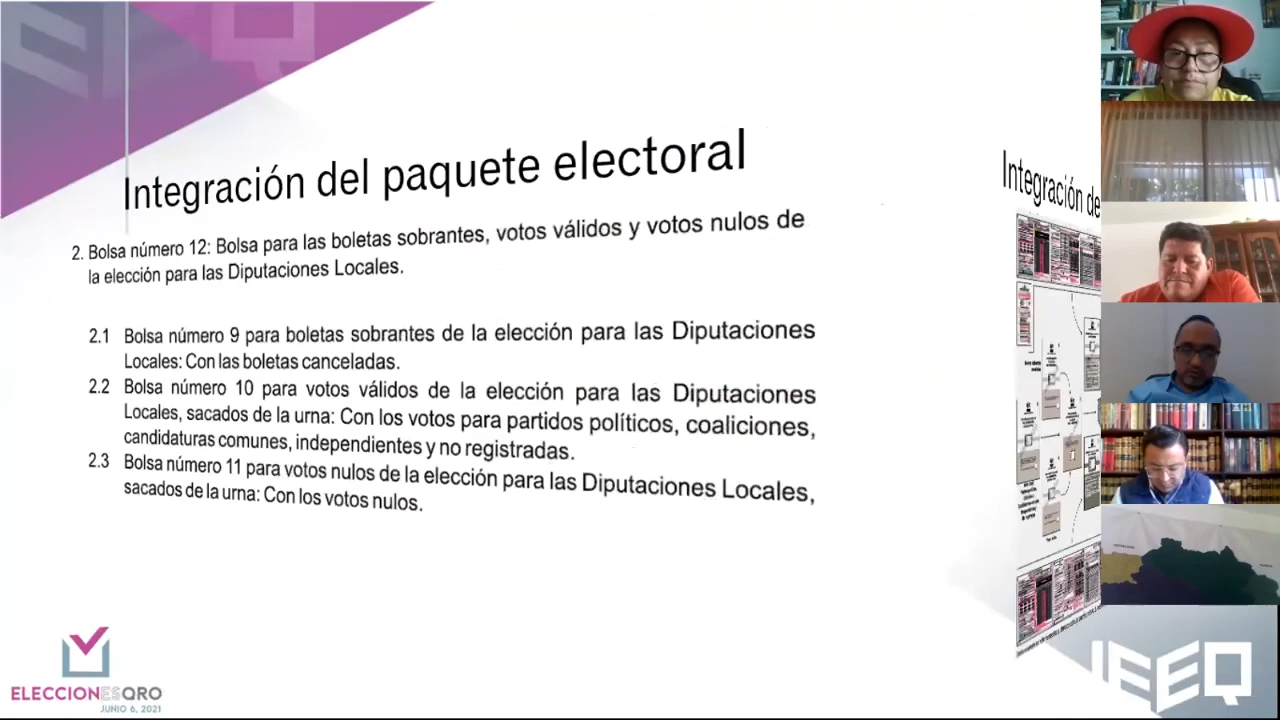 Integración del paquete electoral
2. Bolsa número 12: Bolsa para las boletas sobrantes, votos válidos y votos nulos de
la elección para las Diputaciones Locales.
2.1 Bolsa número 9 para boletas sobrantes de la elección para las Diputaciones
Locales: Con las boletas canceladas.
2.2 Bolsa número 10 para votos válidos de la elección para las Diputaciones
Locales, sacados de la urna: Con los votos para partidos políticos, coaliciones,
candidaturas comunes, independientes y no registradas.
2.3 Bolsa número 11 para votos nulos de la elección para las Diputaciones Locales,
sacados de la urna: Con los votos nulos.
Integración de
ELECCIONESQRO
JUNIO 6, 2021
IEEQ